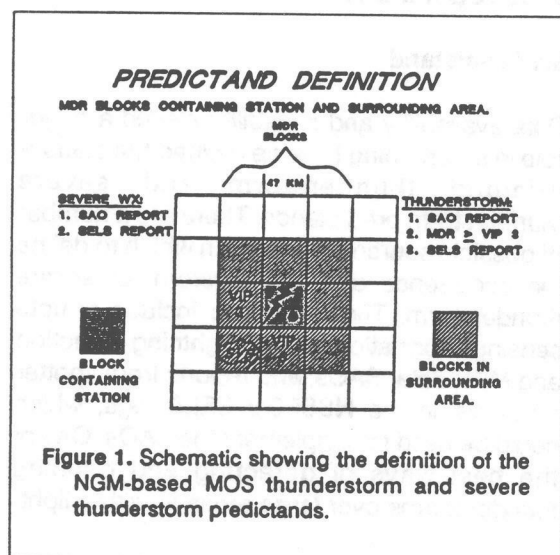 PREDICTAND DEFINITION
MDR BLOCKS CONTAINING STATION AND SURROUNDING AREA.
MDR
BLOCKS
47 KM
SEVERE WX:
1. SAO REPORT
2. SELS REPORT
THUNDERSTORM:
1. SAO REPORT
2. MDR ≥ VIP 3
3. SELS REPORT
VIP
VIP
BLOCK
CONTAINING
STATION
BLOCKS IN
SURROUNDING
AREA.
Figure 1. Schematic showing the definition of the
NGM-based MOS thunderstorm and severe
thunderstorm predictands.